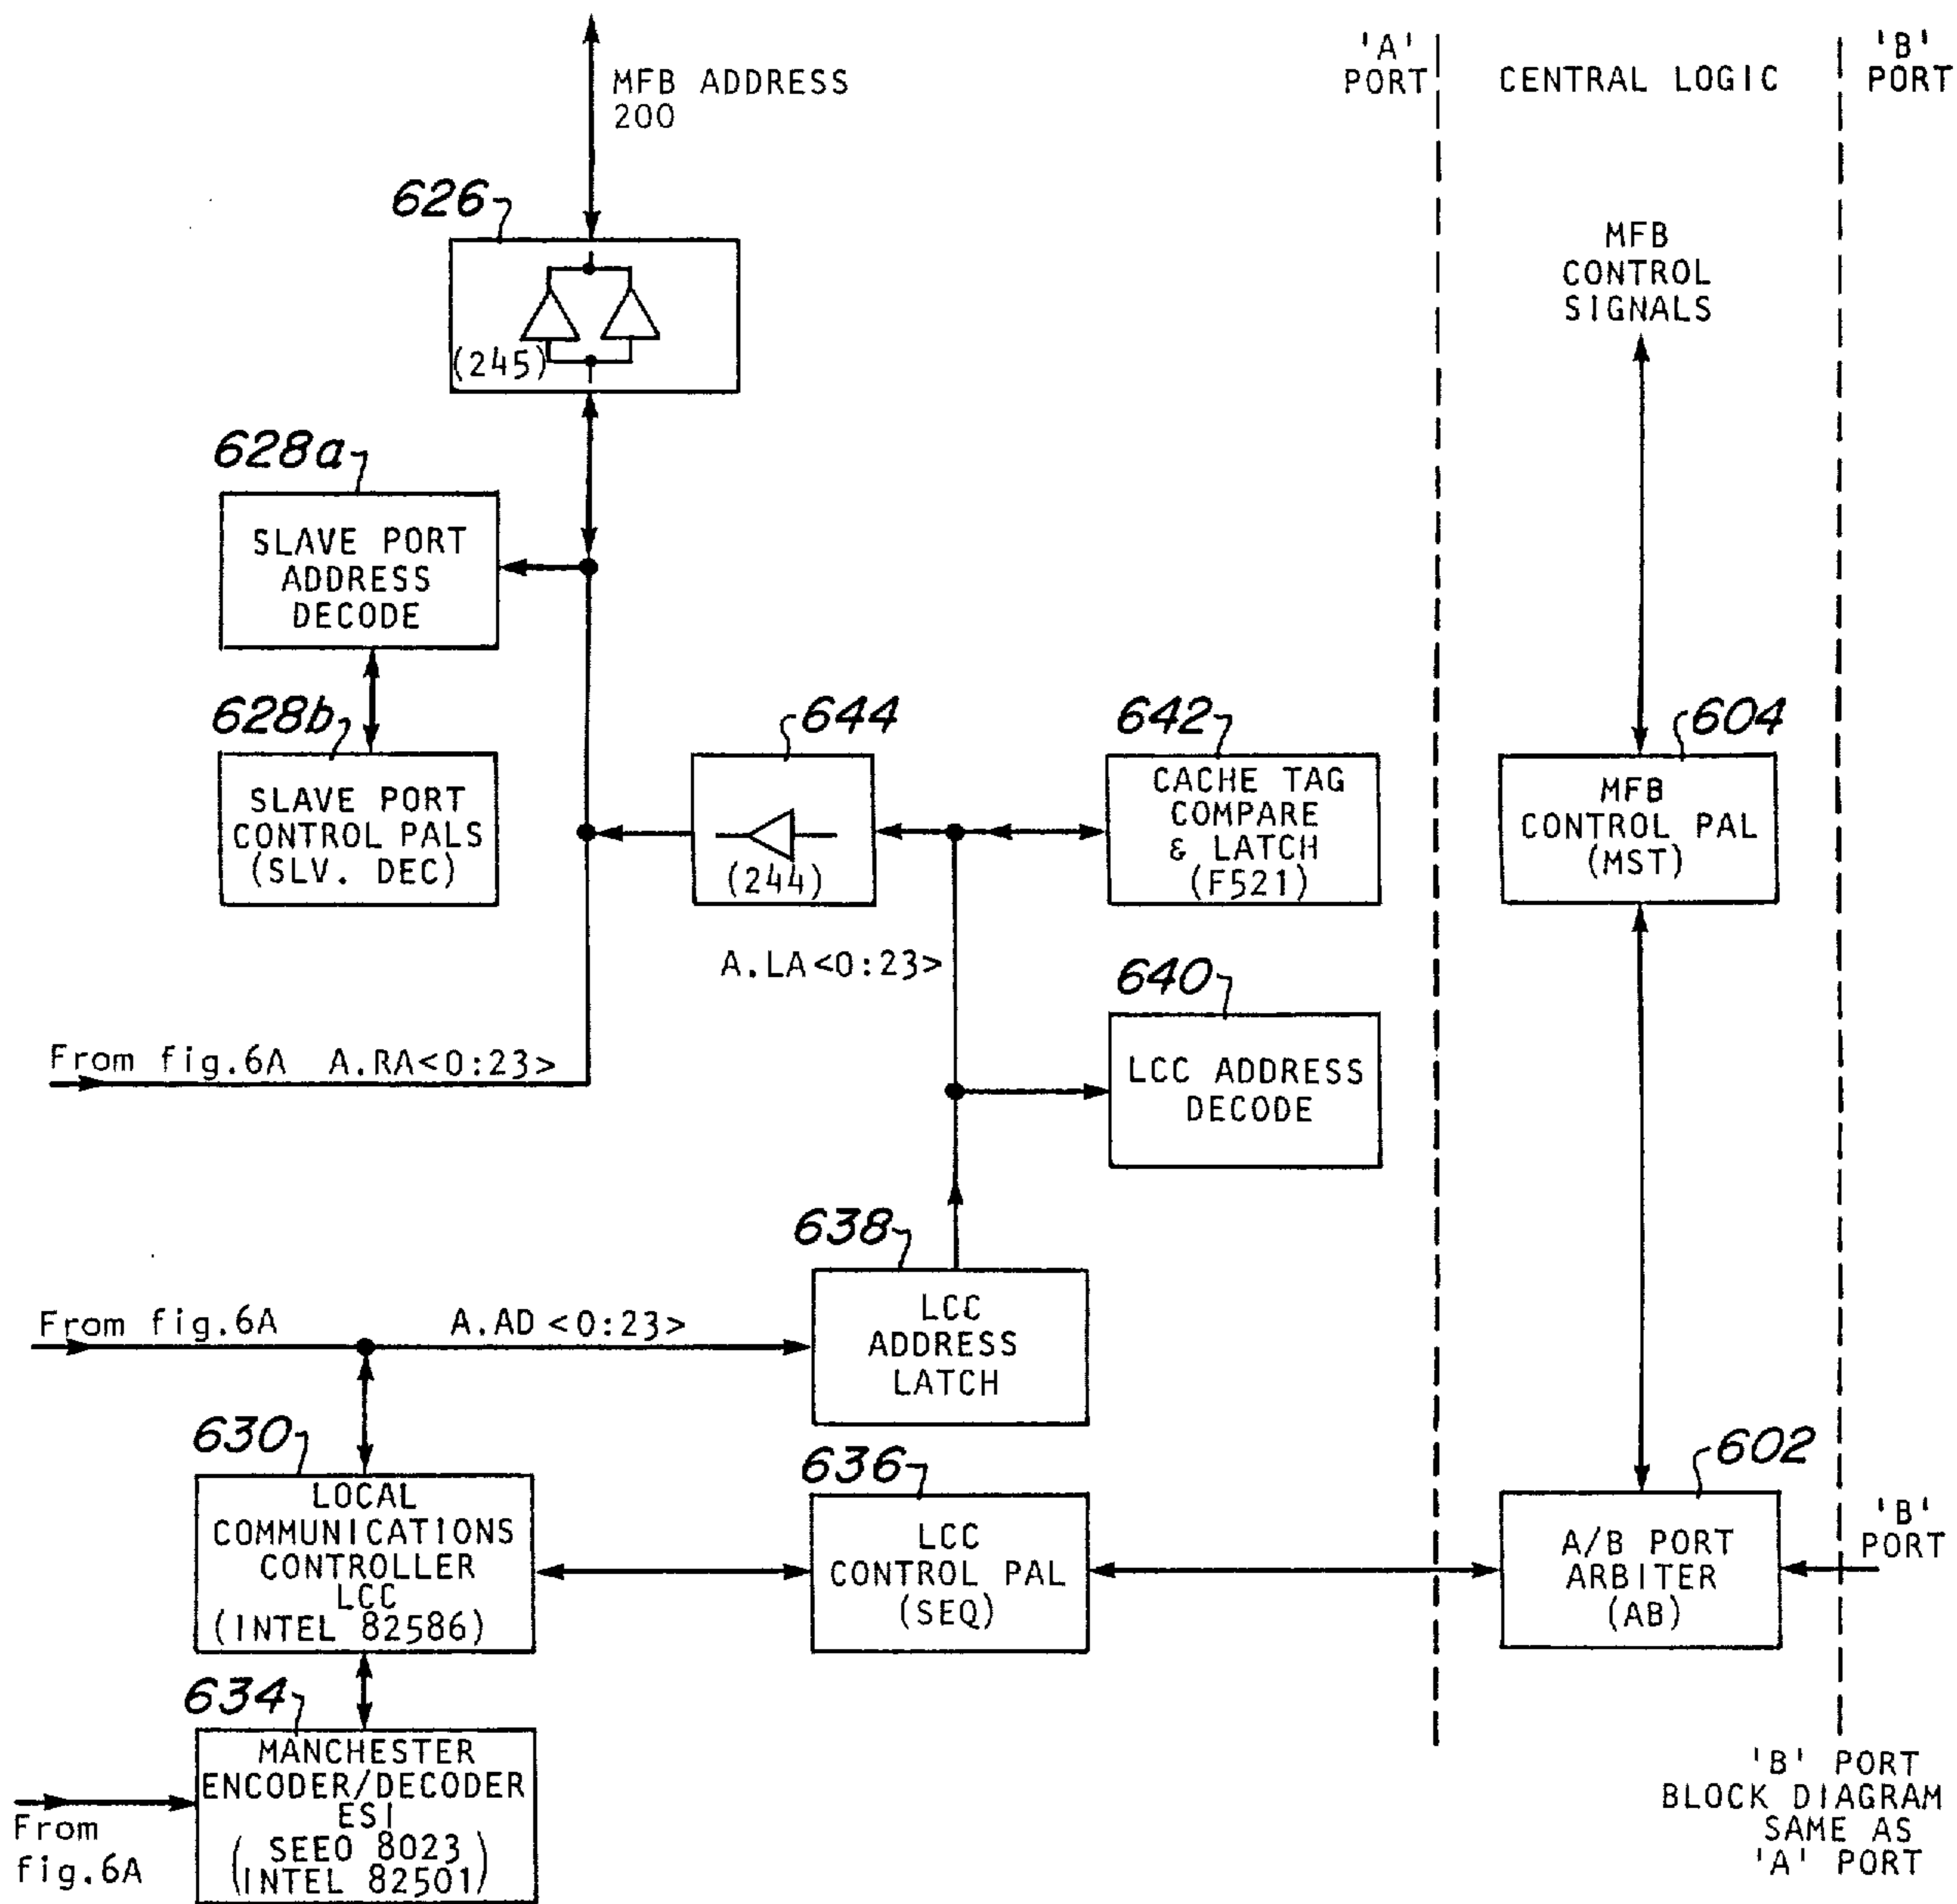 'A'
PORT
CENTRAL LOGIC
'B'
PORT
MFB ADDRESS
200
626
(245)
MFB
CONTROL
SIGNALS
628a
SLAVE PORT
ADDRESS
DECODE
628b
SLAVE PORT
CONTROL PALS
(SLV. DEC)
644
(244)
642
CACHE TAG
COMPARE
& LATCH
(F521)
604
MFB
CONTROL PAL
(MST)
A.LA<0:23>
640
LCC ADDRESS
DECODE
From fig.6A A.RA<0:23>
638
LCC
ADDRESS
LATCH
From fig.6A A.AD<0:23>
630
LOCAL
COMMUNICATIONS
CONTROLLER
LCC
(INTEL 82586)
636
LCC
CONTROL PAL
(SEQ)
602
A/B PORT
ARBITER
(AB)
'B'
PORT
634
MANCHESTER
ENCODER/DECODER
ESI
(SEEO 8023
INTEL 82501)
From
fig.6A
'B' PORT
BLOCK DIAGRAM
SAME AS
'A' PORT